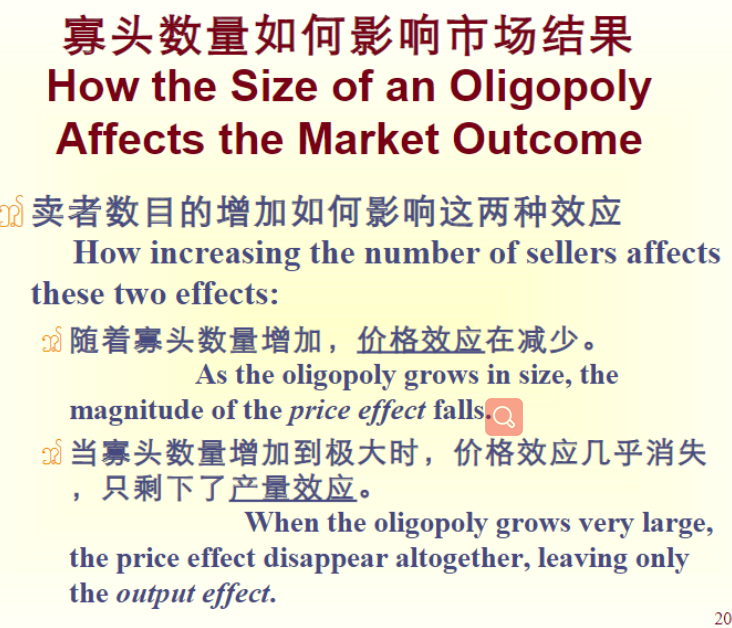 寡头数量如何影响市场结果
How the Size of an Oligopoly
Affects the Market Outcome
卖者数目的增加如何影响这两种效应
How increasing the number of sellers affects
these two effects:
随着寡头数量增加，价格效应在减少。
As the oligopoly grows in size, the
magnitude of the price effect falls.
当寡头数量增加到极大时，价格效应几乎消失
，只剩下了产量效应。
When the oligopoly grows very large,
the price effect disappear altogether, leaving only
the output effect.
20